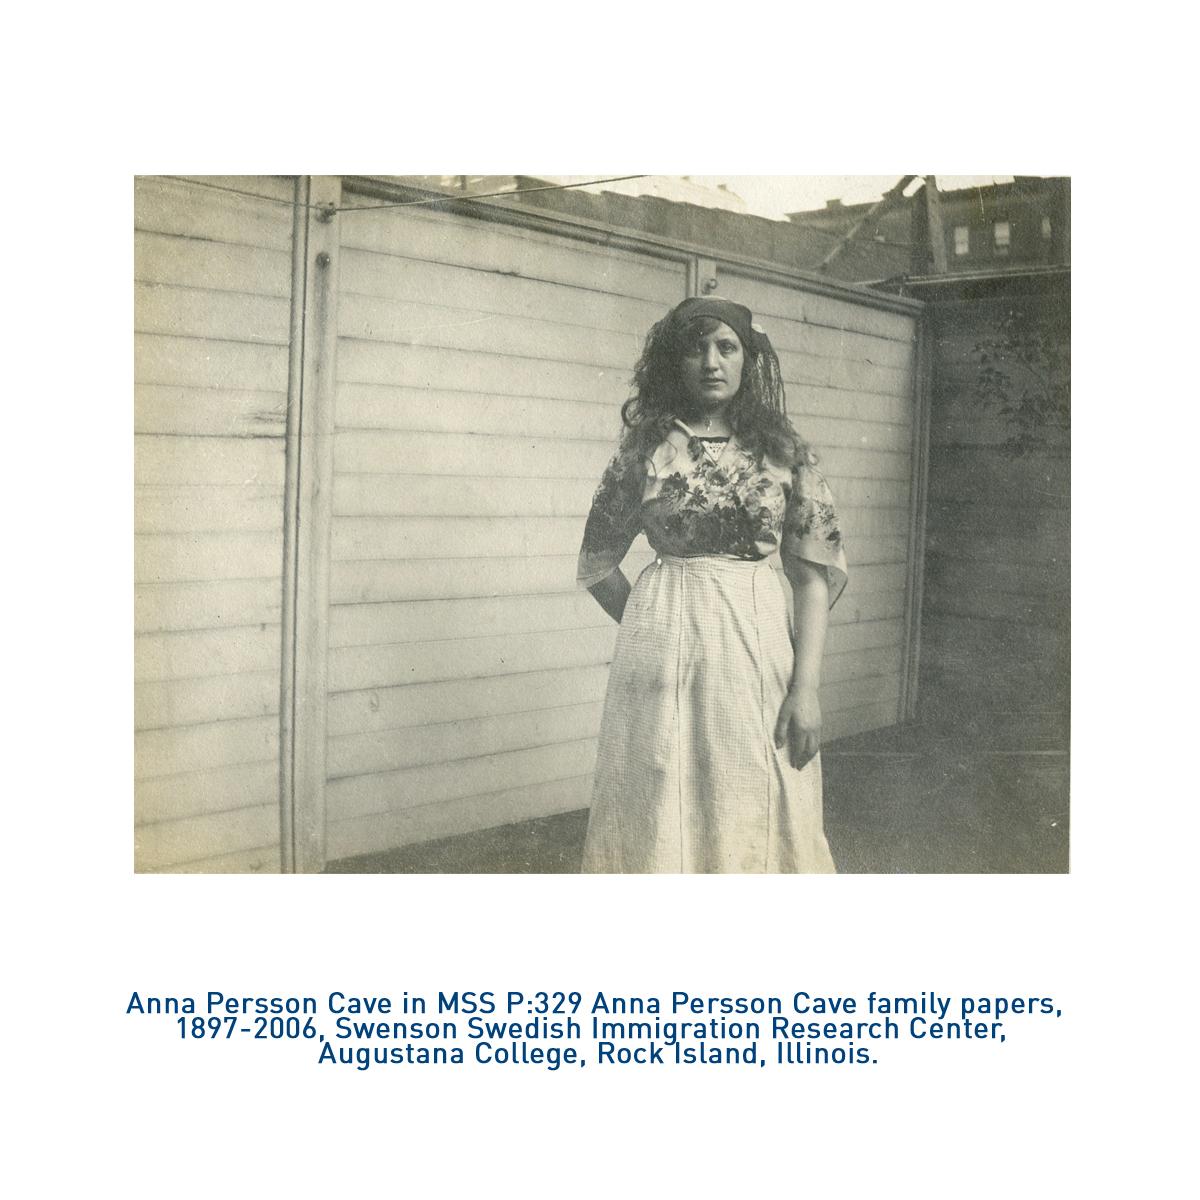 Anna Persson Cave in MSS P:329 Anna Persson Cave family papers,
1897-2006, Swenson Swedish Immigration Research Center,
Augustana College, Rock Island, Illinois.